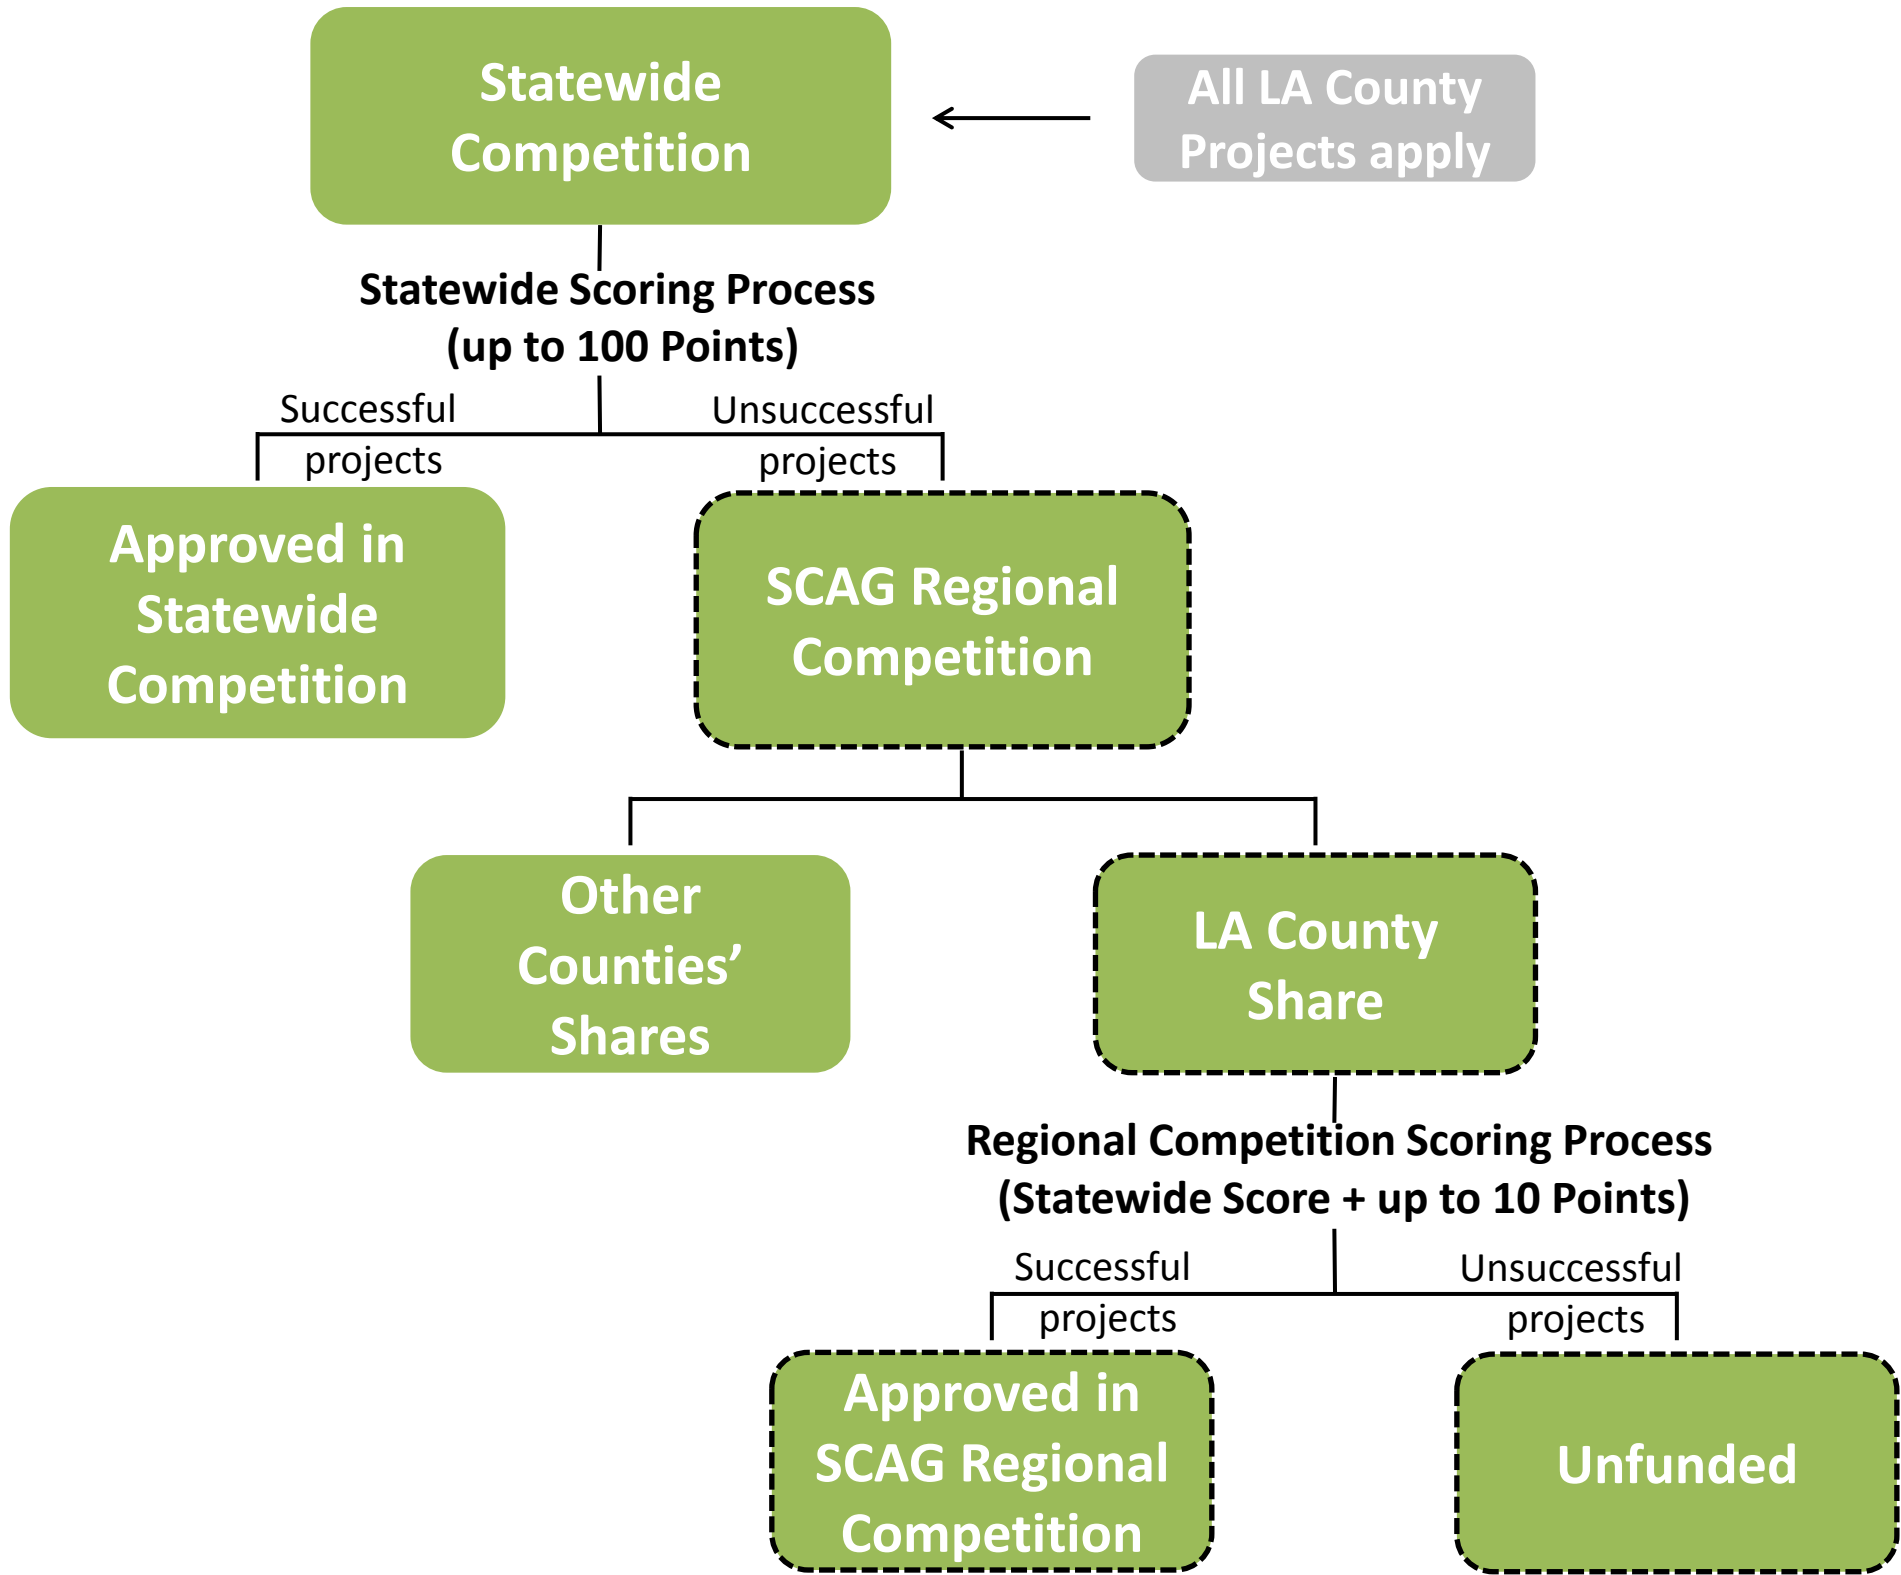 Statewide
Competition
All LA County
Projects apply
Statewide Scoring Process
(up to 100 Points)
Successful
projects
Unsuccessful
projects
Approved in
Statewide
Competition
SCAG Regional
Competition
Other
Counties’
Shares
LA County
Share
Regional Competition Scoring Process
(Statewide Score + up to 10 Points)
Successful
projects
Unsuccessful
projects
Approved in
SCAG Regional
Competition
Unfunded